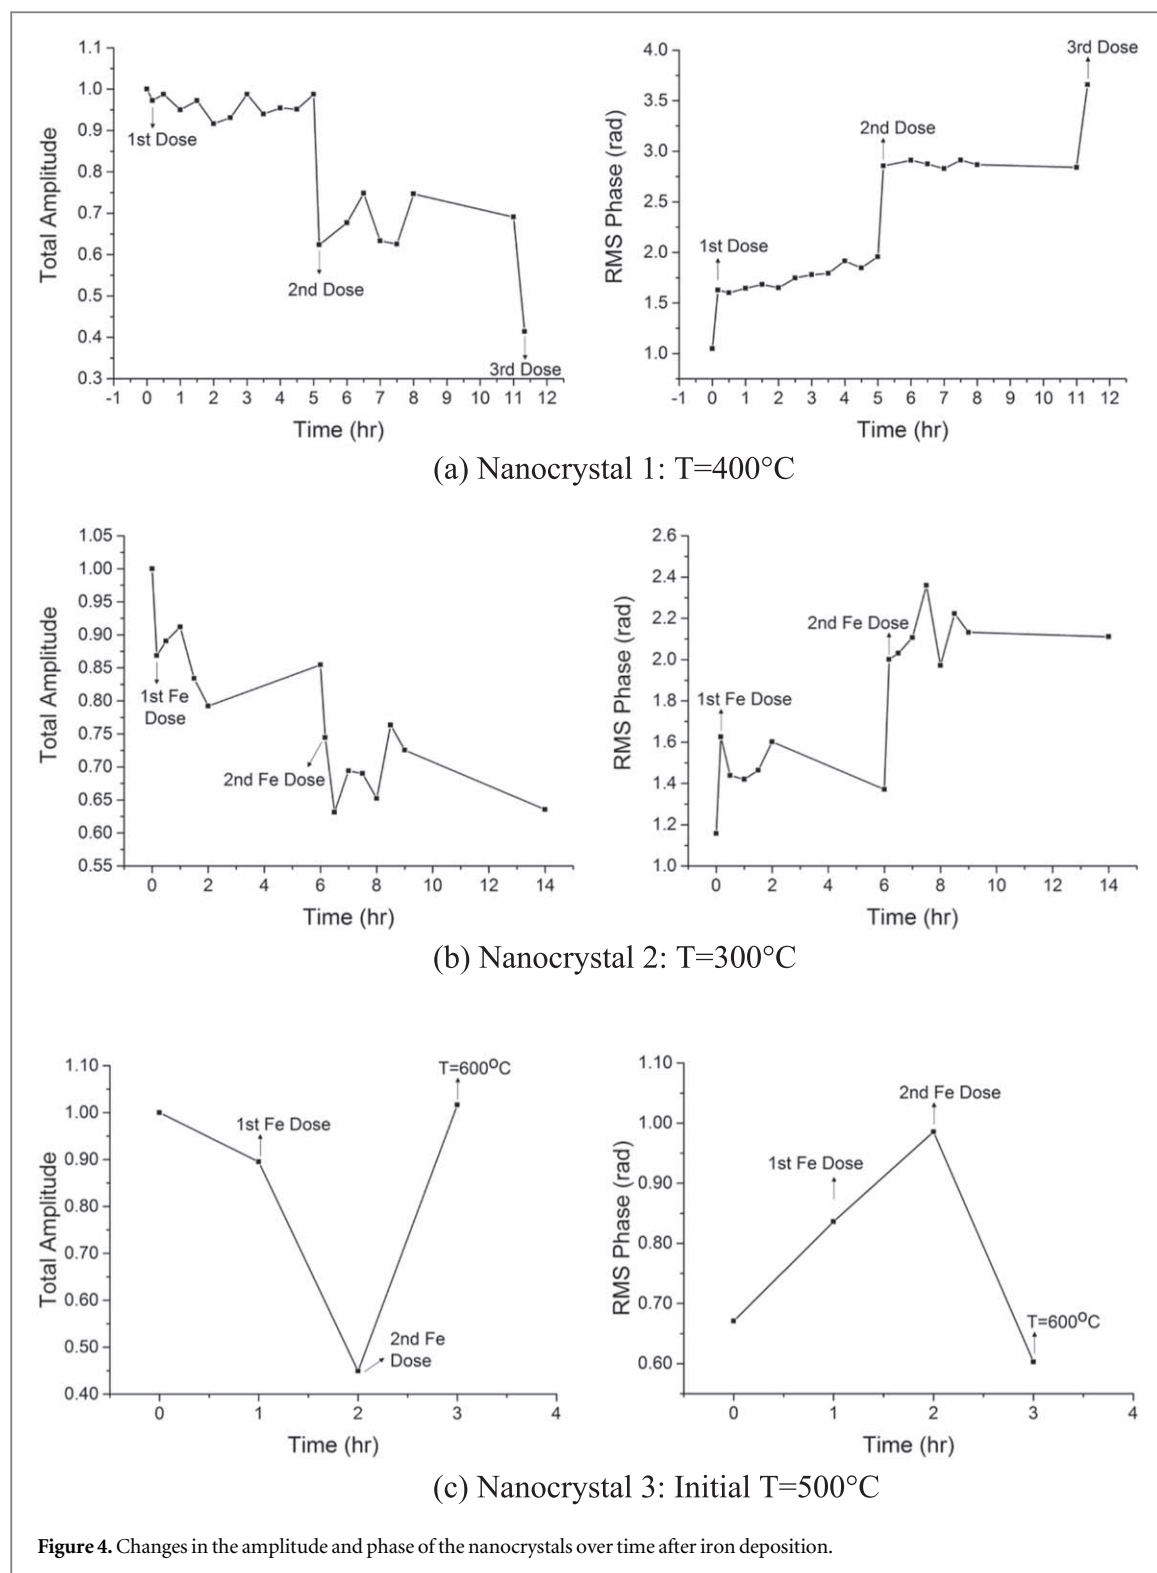 1.1
1.0
0.9
0.8
0.7
0.6
0.5
0.4
0.3
Total Amplitude
1st Dose
2nd Dose
3rd Dose
-1 0 1 2 3 4 5 6 7 8 9 10 11 12
Time (hr)
4.0
3.5
3.0
2.5
2.0
1.5
1.0
RMS Phase (rad)
1st Dose
2nd Dose
3rd Dose
-1 0 1 2 3 4 5 6 7 8 9 10 11 12
Time (hr)
(a) Nanocrystal 1: T=400°C
1.05
1.00
0.95
0.90
0.85
0.80
0.75
0.70
0.65
0.60
0.55
Total Amplitude
1st Fe
Dose
2nd Fe Dose
0 2 4 6 8 10 12 14
Time (hr)
2.6
2.4
2.2
2.0
1.8
1.6
1.4
1.2
1.0
RMS Phase (rad)
1st Fe Dose
2nd Fe Dose
0 2 4 6 8 10 12 14
Time (hr)
(b) Nanocrystal 2: T=300°C
1.10
1.00
0.90
0.80
0.70
0.60
0.50
0.40
Total Amplitude
1st Fe Dose
2nd Fe
Dose
T=600°C
0 1 2 3 4
Time (hr)
1.10
1.00
0.90
0.80
0.70
0.60
RMS Phase (rad)
1st Fe Dose
2nd Fe Dose
T=600°C
0 1 2 3 4
Time (hr)
(c) Nanocrystal 3: Initial T=500°C
Figure 4. Changes in the amplitude and phase of the nanocrystals over time after iron deposition.